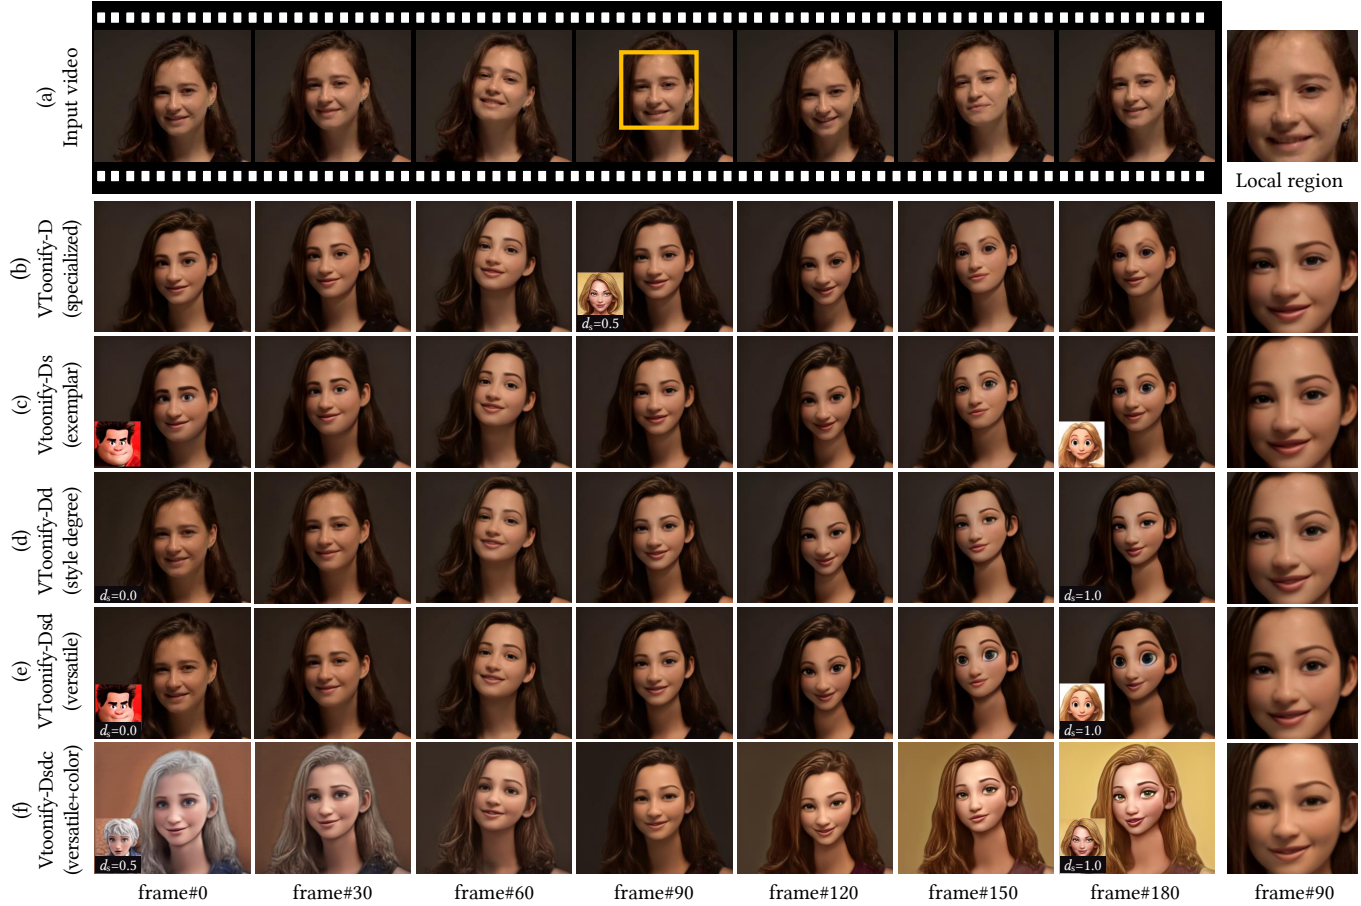 (a)
Input video
Local region
(b)
VToonify-D
(specialized)
dₛ=0.5
(c)
Vtoonify-Ds
(exemplar)
(d)
VToonify-Dd
(style degree)
dₛ=0.0
dₛ=1.0
(e)
VToonify-Dsd
(versatile)
dₛ=0.0
dₛ=1.0
(f)
Vtoonify-Dsdc
(versatile+color)
dₛ=0.5
dₛ=1.0
frame#0 frame#30 frame#60 frame#90 frame#120 frame#150 frame#180 frame#90